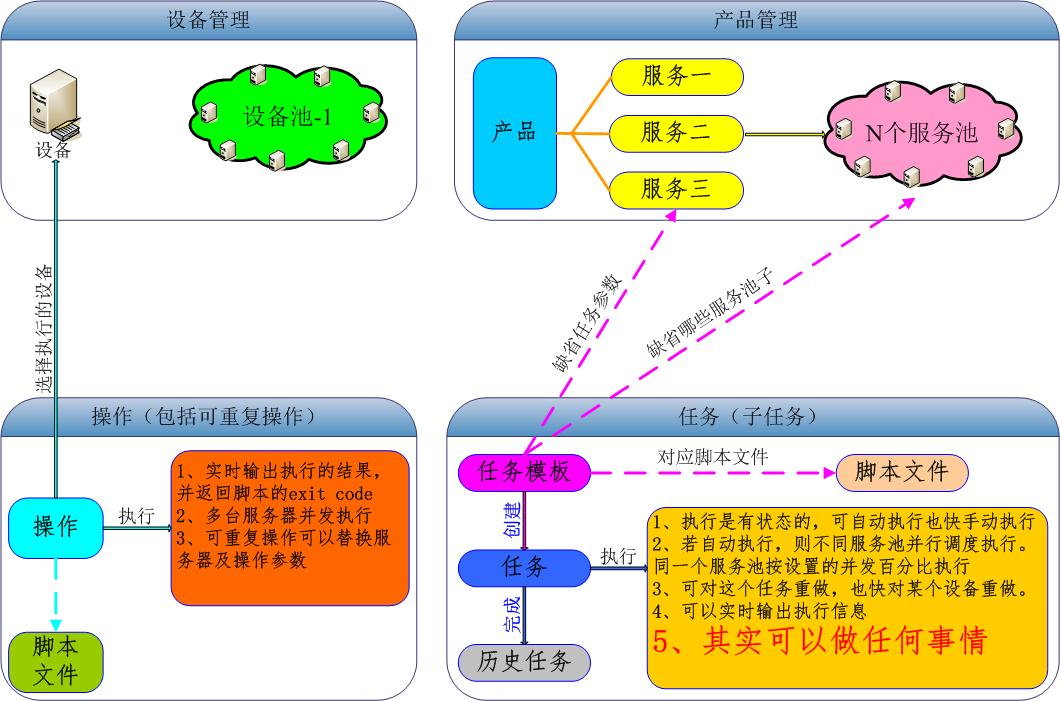 设备管理
设备
设备池-1
产品管理
产品
服务一
服务二
服务三
N个服务池
选择执行的设备
缺省任务参数
缺省哪些服务池子
操作（包括可重复操作）
操作
执行
1、实时输出执行的结果，
并返回脚本的exit code
2、多台服务器并发执行
3、可重复操作可以替换服
务器及操作参数
脚本
文件
任务（子任务）
任务模板
对应脚本文件
脚本文件
创建
任务
执行
完成
历史任务
1、执行是有状态的，可自动执行也快手动执行
2、若自动执行，则不同服务池并行调度执行。
同一个服务池按设置的并发百分比执行
3、可对这个任务重做，也快对某个设备重做。
4、可以实时输出执行信息
5、其实可以做任何事情